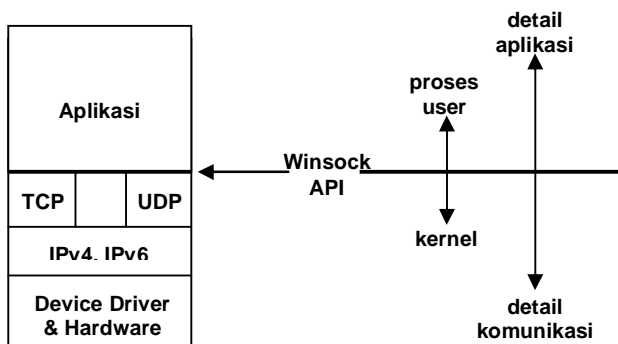 detail
aplikasi
proses
user
Aplikasi
Winsock
API
TCP
UDP
kernel
IPv4, IPv6
Device Driver
& Hardware
detail
komunikasi